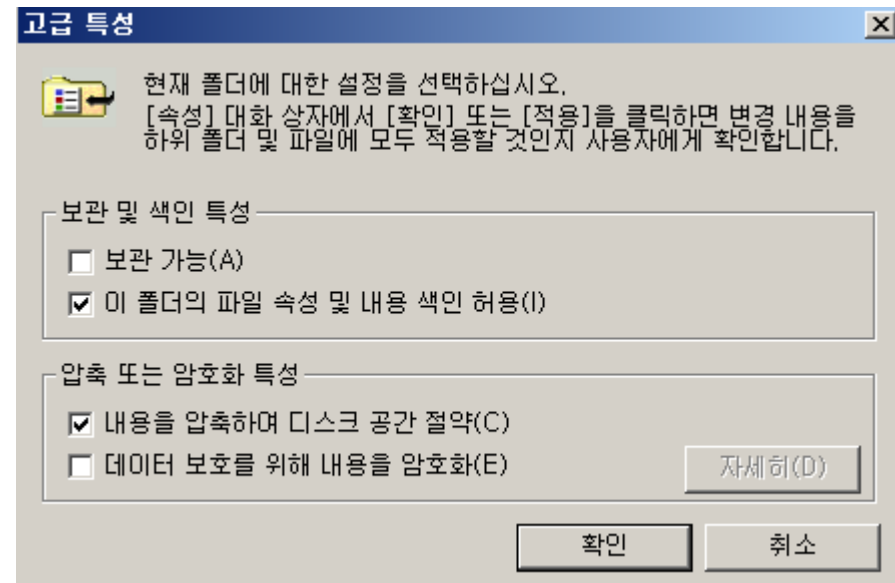 고급 특성
현재 폴더에 대한 설정을 선택하십시오.
[속성] 대화 상자에서 [확인] 또는 [적용]을 클릭하면 변경 내용을
하위 폴더 및 파일에 모두 적용할 것인지 사용자에게 확인합니다.
보관 및 색인 특성
보관 가능(A)
이 폴더의 파일 속성 및 내용 색인 허용(I)
압축 또는 암호화 특성
내용을 압축하여 디스크 공간 절약(C)
데이터 보호를 위해 내용을 암호화(E)
자세히(D)
확인 취소